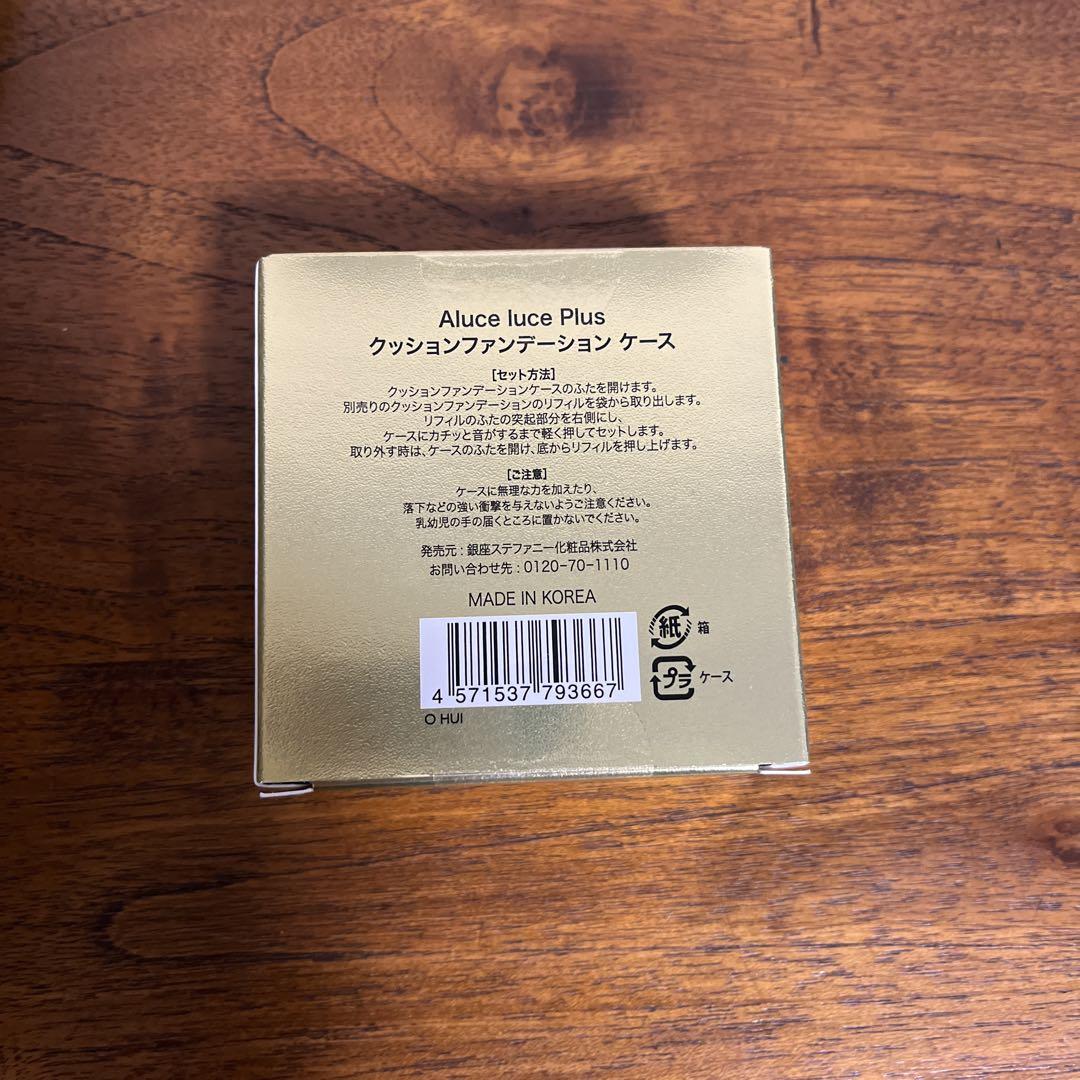 Aluce luce Plus
クッションファンデーション ケース
[セット方法]
クッションファンデーションケースのふたを開けます。
別売りのクッションファンデーションのリフィルを袋から取り出します。
リフィルのふたの突起部分を右側にし、
ケースにカチッと音がするまで軽く押してセットします。
取り外す時は、ケースのふたを開け、底からリフィルを押し上げます。
[ご注意]
ケースに無理な力を加えたり、
落下などの強い衝撃を与えないようご注意ください。
乳幼児の手の届くところに置かないでください。
発売元 : 銀座ステファニー化粧品株式会社
お問い合わせ先 : 0120-70-1110
MADE IN KOREA
紙 箱
プラ ケース
4 571537 793667
O HUI